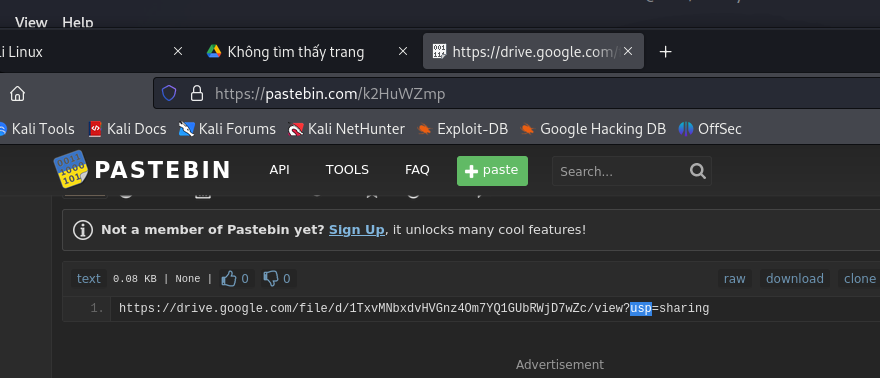 View Help
li Linux
Không tìm thấy trang
https://drive.google.com/
https://pastebin.com/k2HuWZmp
Kali Tools
Kali Docs
Kali Forums
Kali NetHunter
Exploit-DB
Google Hacking DB
OffSec
PASTEBIN
API
TOOLS
FAQ
paste
Search...
Not a member of Pastebin yet? Sign Up, it unlocks many cool features!
text 0.08 KB | None | 0 0
raw download clone
1. https://drive.google.com/file/d/1TxvMNbxdvHVGnz4Om7YQ1GUbRWjD7wZc/view?usp=sharing
Advertisement